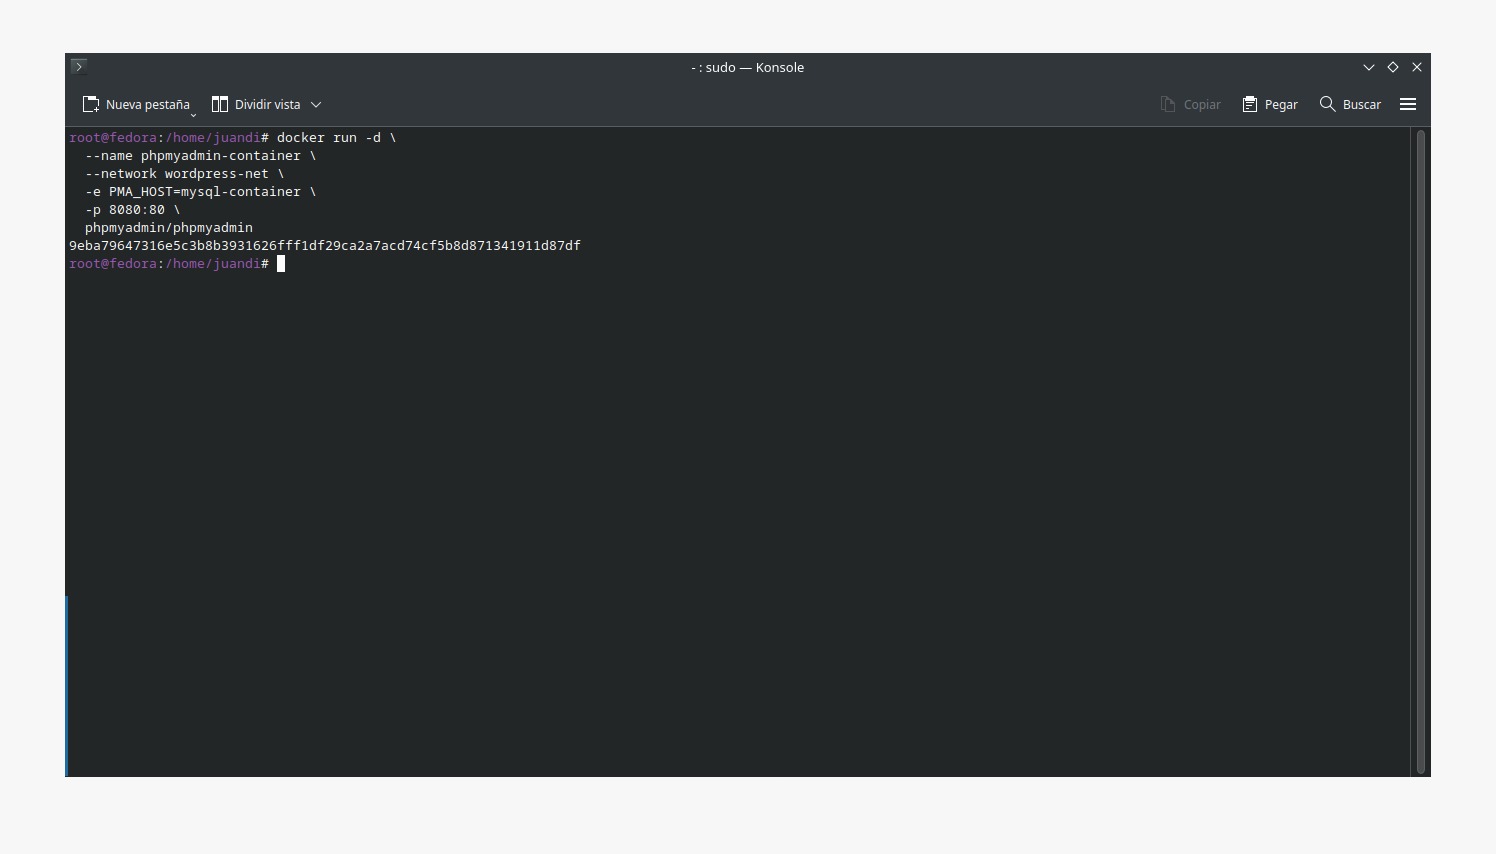 - : sudo — Konsole
Nueva pestaña
Dividir vista
Copiar
Pegar
Buscar
root@fedora:/home/juandi# docker run -d \
--name phpmyadmin-container \
--network wordpress-net \
-e PMA_HOST=mysql-container \
-p 8080:80 \
phpmyadmin/phpmyadmin
9eba79647316e5c3b8b3931626fff1df29ca2a7acd74cf5b8d871341911d87df
root@fedora:/home/juandi#